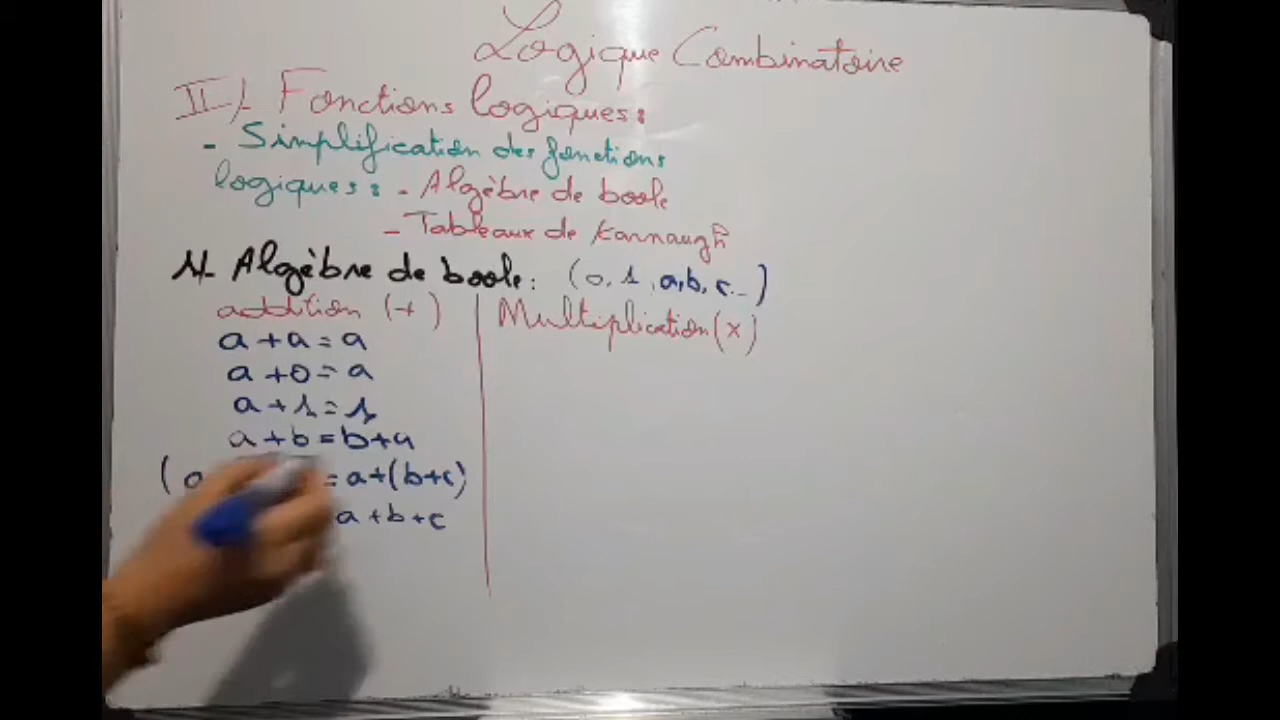 Logique Combinatoire
II/ Fonctions logiques:
- Simplification des fonctions
logiques: - Algèbre de boole
- Tableaux de Karnaugh
1/- Algèbre de boole: (0, 1, a, b, c...)
addition (+)
a + a = a
a + 0 = a
a + 1 = 1
a + b = b + a
(a = a + (b + c)
a + b + c
Multiplication (x)